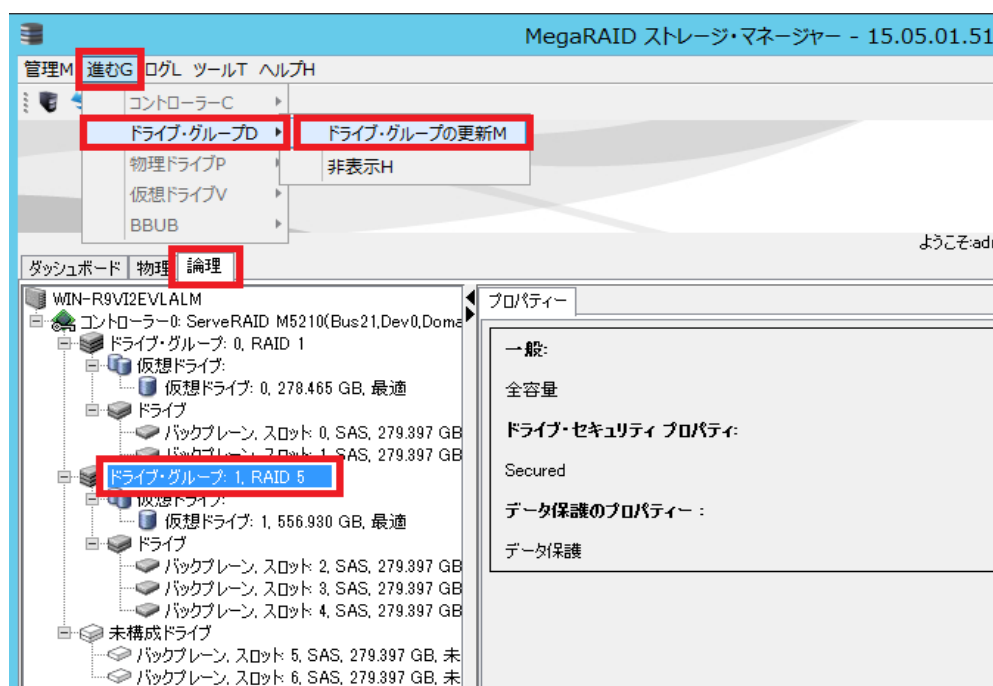 MegaRAID ストレージ・マネージャー - 15.05.01.51
管理M 進むG ログL ツールT ヘルプH
コントローラーC
ドライブ・グループD
ドライブ・グループの更新M
物理ドライブP
非表示H
仮想ドライブV
BBUB
ようこそ:adm
ダッシュボード 物理 論理
WIN-R9VI2EVLALM
コントローラー0: ServeRAID M5210(Bus21,Dev0,Doma
ドライブ・グループ: 0, RAID 1
仮想ドライブ:
仮想ドライブ: 0, 278.465 GB, 最適
ドライブ
バックプレーン, スロット: 0, SAS, 279.397 GB
バックプレーン, スロット: 1, SAS, 279.397 GB
ドライブ・グループ: 1, RAID 5
仮想ドライブ:
仮想ドライブ: 1, 556.930 GB, 最適
ドライブ
バックプレーン, スロット: 2, SAS, 279.397 GB
バックプレーン, スロット: 3, SAS, 279.397 GB
バックプレーン, スロット: 4, SAS, 279.397 GB
未構成ドライブ
バックプレーン, スロット: 5, SAS, 279.397 GB, 未
バックプレーン, スロット: 6, SAS, 279.397 GB, 未
プロパティー
一般:
全容量
ドライブ・セキュリティ プロパティ:
Secured
データ保護のプロパティー :
データ保護